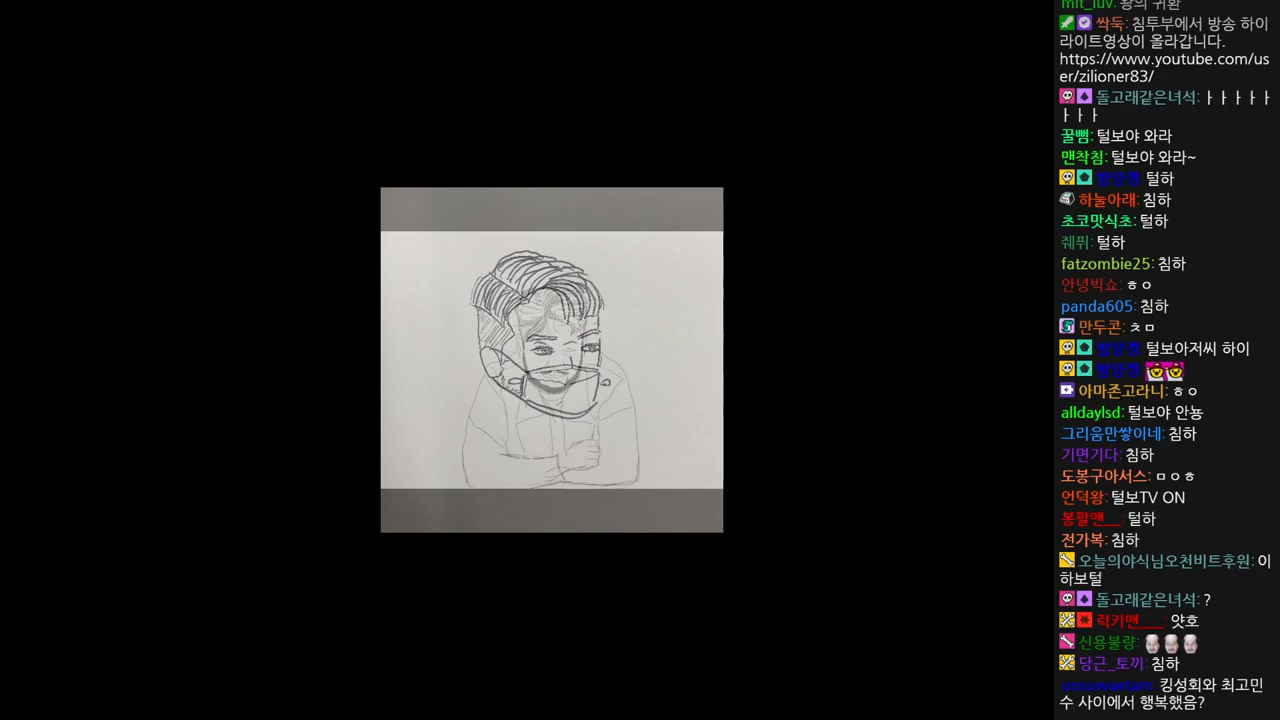 mit_luv: 왕의 귀환
싹둑: 침투부에서 방송 하이
라이트영상이 올라갑니다.
https://www.youtube.com/us
er/zilioner83/
돌고래같은녀석: ㅏㅏㅏㅏㅏ
ㅏㅏㅏ
꿀뻠: 털보야 와라
맨착침: 털보야 와라~
털하
하눌아래: 침하
초코맛식초: 털하
줴퓌: 털하
fatzombie25: 침하
안녕빅쇼: ㅎㅇ
panda605: 침하
만두콘: ㅊㅁ
털보아저씨 하이
아마존고라니: ㅎㅇ
alldaylsd: 털보야 안뇽
그리움만쌓이네: 침하
기면기다: 침하
도봉구아서스: ㅁㅇㅎ
언덕왕: 털보TV ON
봉팔맨__: 털하
전가복: 침하
오늘의야식님오천비트후원: 이
하보털
돌고래같은녀석: ?
럭키맨___: 얏호
신용불량:
당근_토끼: 침하
킹성회와 최고민
수 사이에서 행복했음?